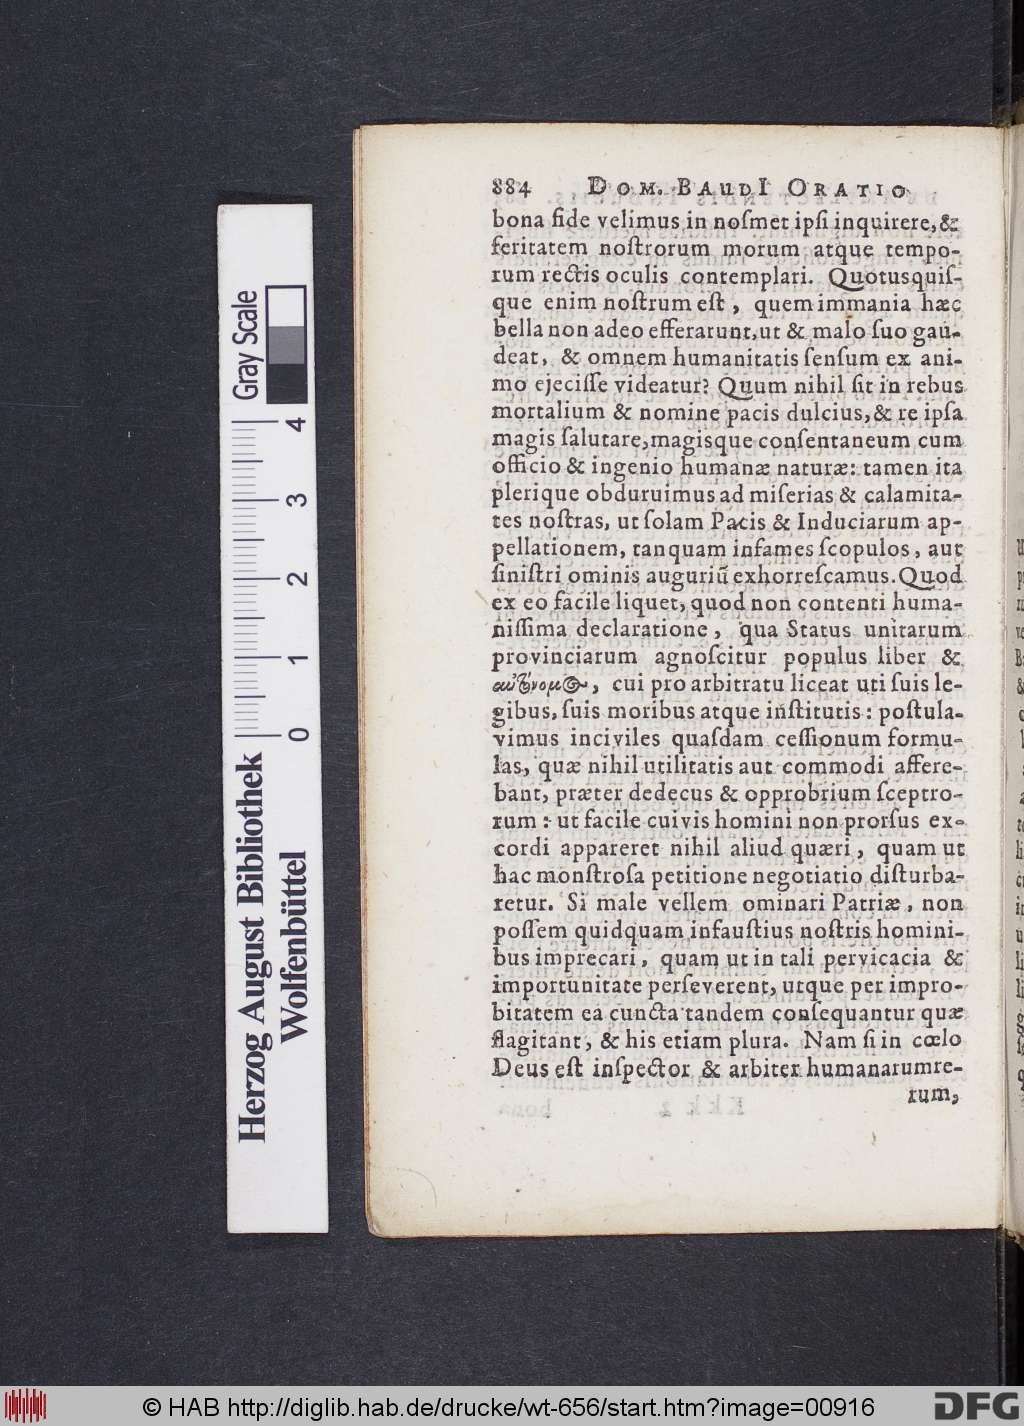 884 DOM. BAUDI ORATIO
bona fide velimus in noſmet ipſi inquirere, &
feritatem noſtrorum morum atque tempo-
rum rectis oculis contemplari. Quotusquiſ-
que enim noſtrum eſt, quem immania hæc
bella non adeo efferarunt, ut & malo ſuo gau-
deat, & omnem humanitatis ſenſum ex ani-
mo ejeciſſe videatur? Quum nihil ſit in rebus
mortalium & nomine pacis dulcius, & re ipſa
magis ſalutare, magisque conſentaneum cum
officio & ingenio humanæ naturæ: tamen ita
plerique obduruimus ad miſerias & calamita-
tes noſtras, ut ſolam Pacis & Induciarum ap-
pellationem, tanquam infames ſcopulos, aut
ſiniſtri ominis auguriũ exhorreſcamus. Quod
ex eo facile liquet, quod non contenti huma-
niſſima declaratione, qua Status unitarum
provinciarum agnoſcitur populus liber &
αὐτόνομος, cui pro arbitratu liceat uti ſuis le-
gibus, ſuis moribus atque inſtitutis: poſtula-
vimus inciviles quaſdam ceſſionum formu-
las, quæ nihil utilitatis aut commodi affere-
bant, præter dedecus & opprobrium ſceptro-
rum: ut facile cuivis homini non prorſus ex-
cordi appareret nihil aliud quæri, quam ut
hac monſtroſa petitione negotiatio diſturba-
retur. Si male vellem ominari Patriæ, non
poſſem quidquam infauſtius noſtris homini-
bus imprecari, quam ut in tali pervicacia &
importunitate perſeverent, utque per impro-
bitatem ea cuncta tandem conſequantur quæ
flagitant, & his etiam plura. Nam ſi in cœlo
Deus eſt inſpector & arbiter humanarum re-
rum,
Gray Scale
4
3
2
1
0
Herzog August Bibliothek
Wolfenbüttel
© HAB http://diglib.hab.de/drucke/wt-656/start.htm?image=00916
DFG